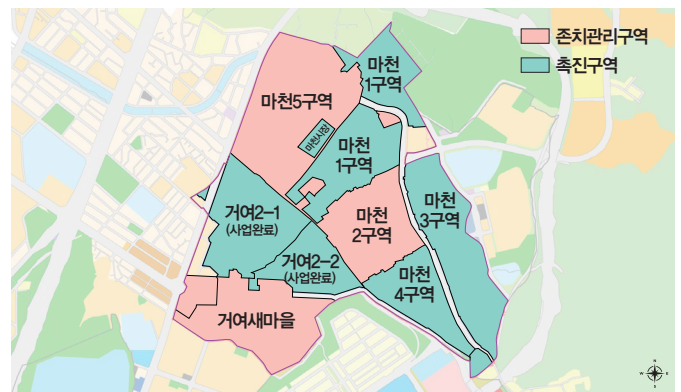 존치관리구역
촉진구역
마천
1구역
마천5구역
마천시장
마천
1구역
마천
3구역
거여2-1
(사업완료)
마천
2구역
거여2-2
(사업완료)
마천
4구역
거여새마을
N
W
E
S